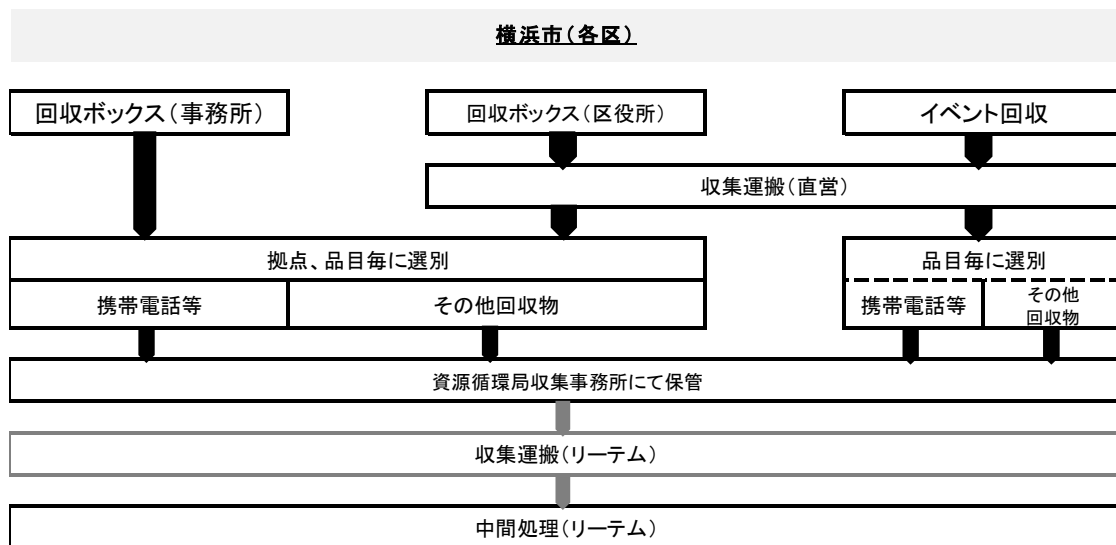 横浜市(各区)
回収ボックス(事務所)
回収ボックス(区役所)
イベント回収
収集運搬(直営)
拠点、品目毎に選別
品目毎に選別
携帯電話等
その他回収物
携帯電話等
その他
回収物
資源循環局収集事務所にて保管
収集運搬(リーテム)
中間処理(リーテム)